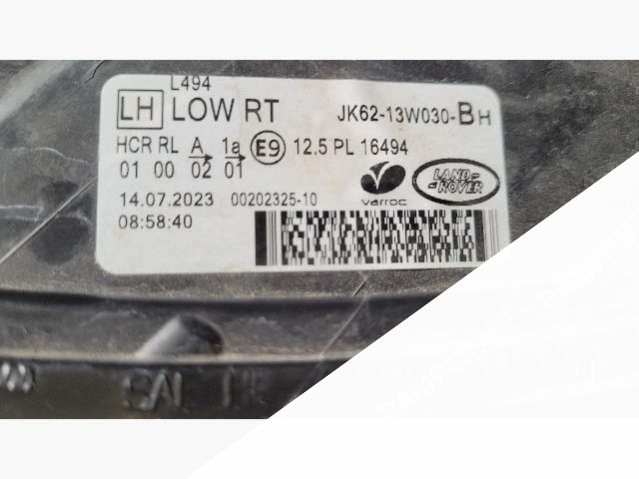 L494
LH LOW RT JK62-13W030-BH
HCR RL A 1a E9 12.5 PL 16494
01 00 02 01
LAND-
-ROVER
14.07.2023 00202325-10 varroc
08:58:40